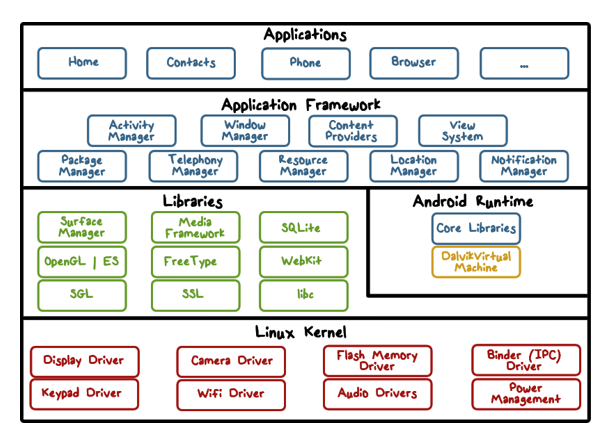 Applications
Home
Contacts
Phone
Browser
...
Application Framework
Activity
Manager
Window
Manager
Content
Providers
View
System
Package
Manager
Telephony
Manager
Resource
Manager
Location
Manager
Notification
Manager
Libraries
Surface
Manager
Media
Framework
SQLite
OpenGL | ES
FreeType
WebKit
SGL
SSL
libc
Android Runtime
Core Libraries
DalvikVirtual
Machine
Linux Kernel
Display Driver
Camera Driver
Flash Memory
Driver
Binder (IPC)
Driver
Keypad Driver
Wifi Driver
Audio Drivers
Power
Management